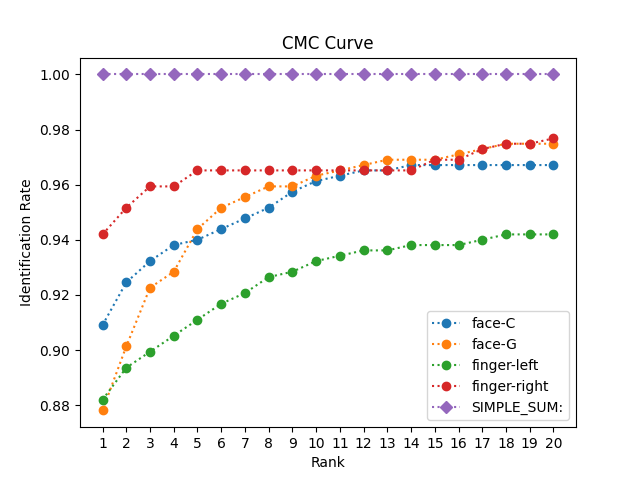 CMC Curve
1.00
0.98
0.96
0.94
0.92
0.90
0.88
Identification Rate
1 2 3 4 5 6 7 8 9 10 11 12 13 14 15 16 17 18 19 20
Rank
face-C
face-G
finger-left
finger-right
SIMPLE_SUM: